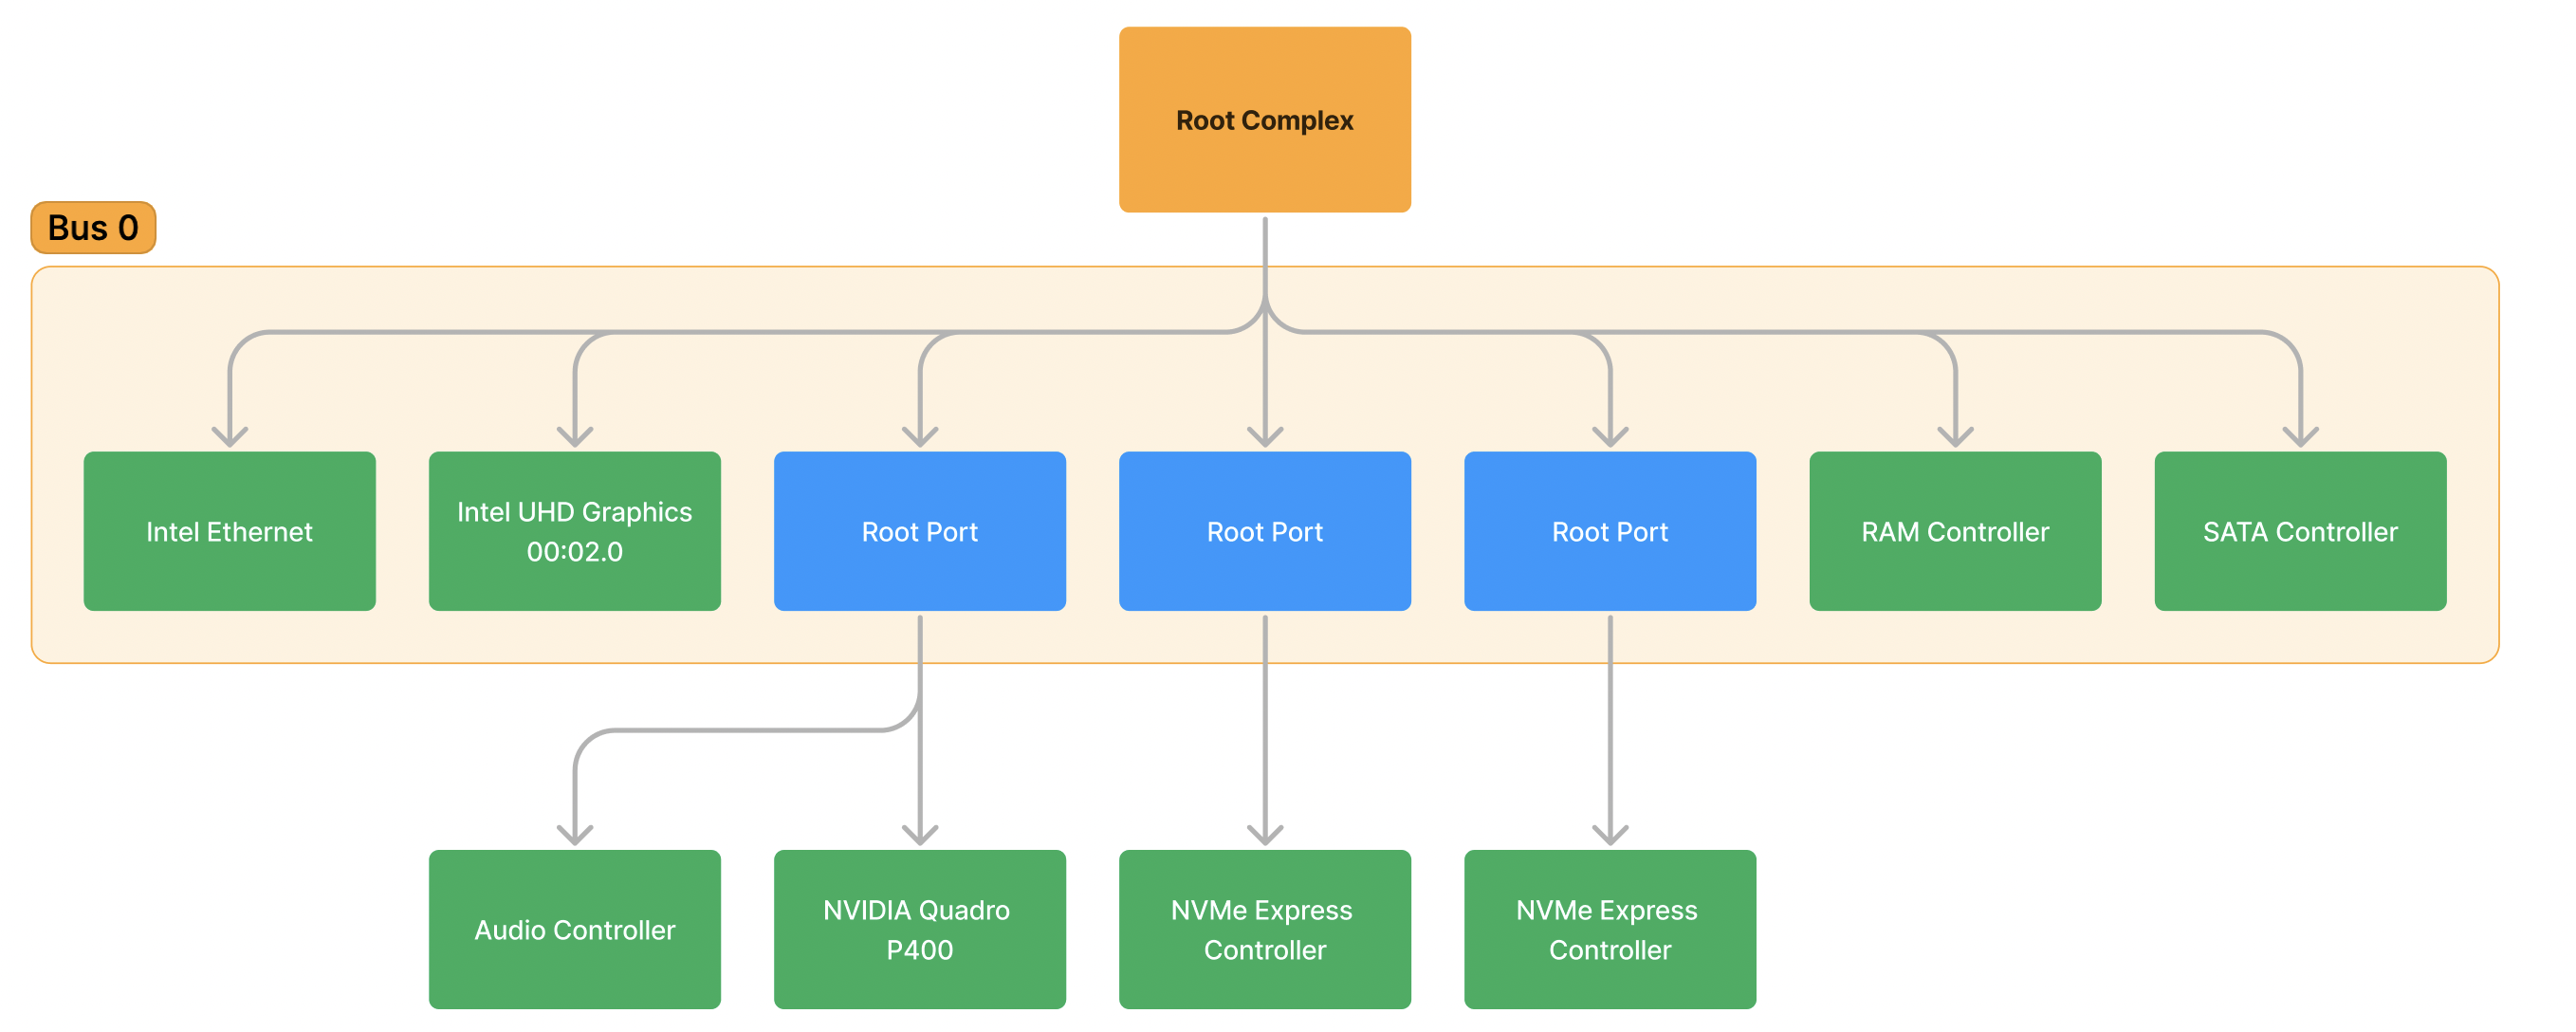 Root Complex
Bus 0
Intel Ethernet
Intel UHD Graphics
00:02.0
Root Port
Root Port
Root Port
RAM Controller
SATA Controller
Audio Controller
NVIDIA Quadro
P400
NVMe Express
Controller
NVMe Express
Controller